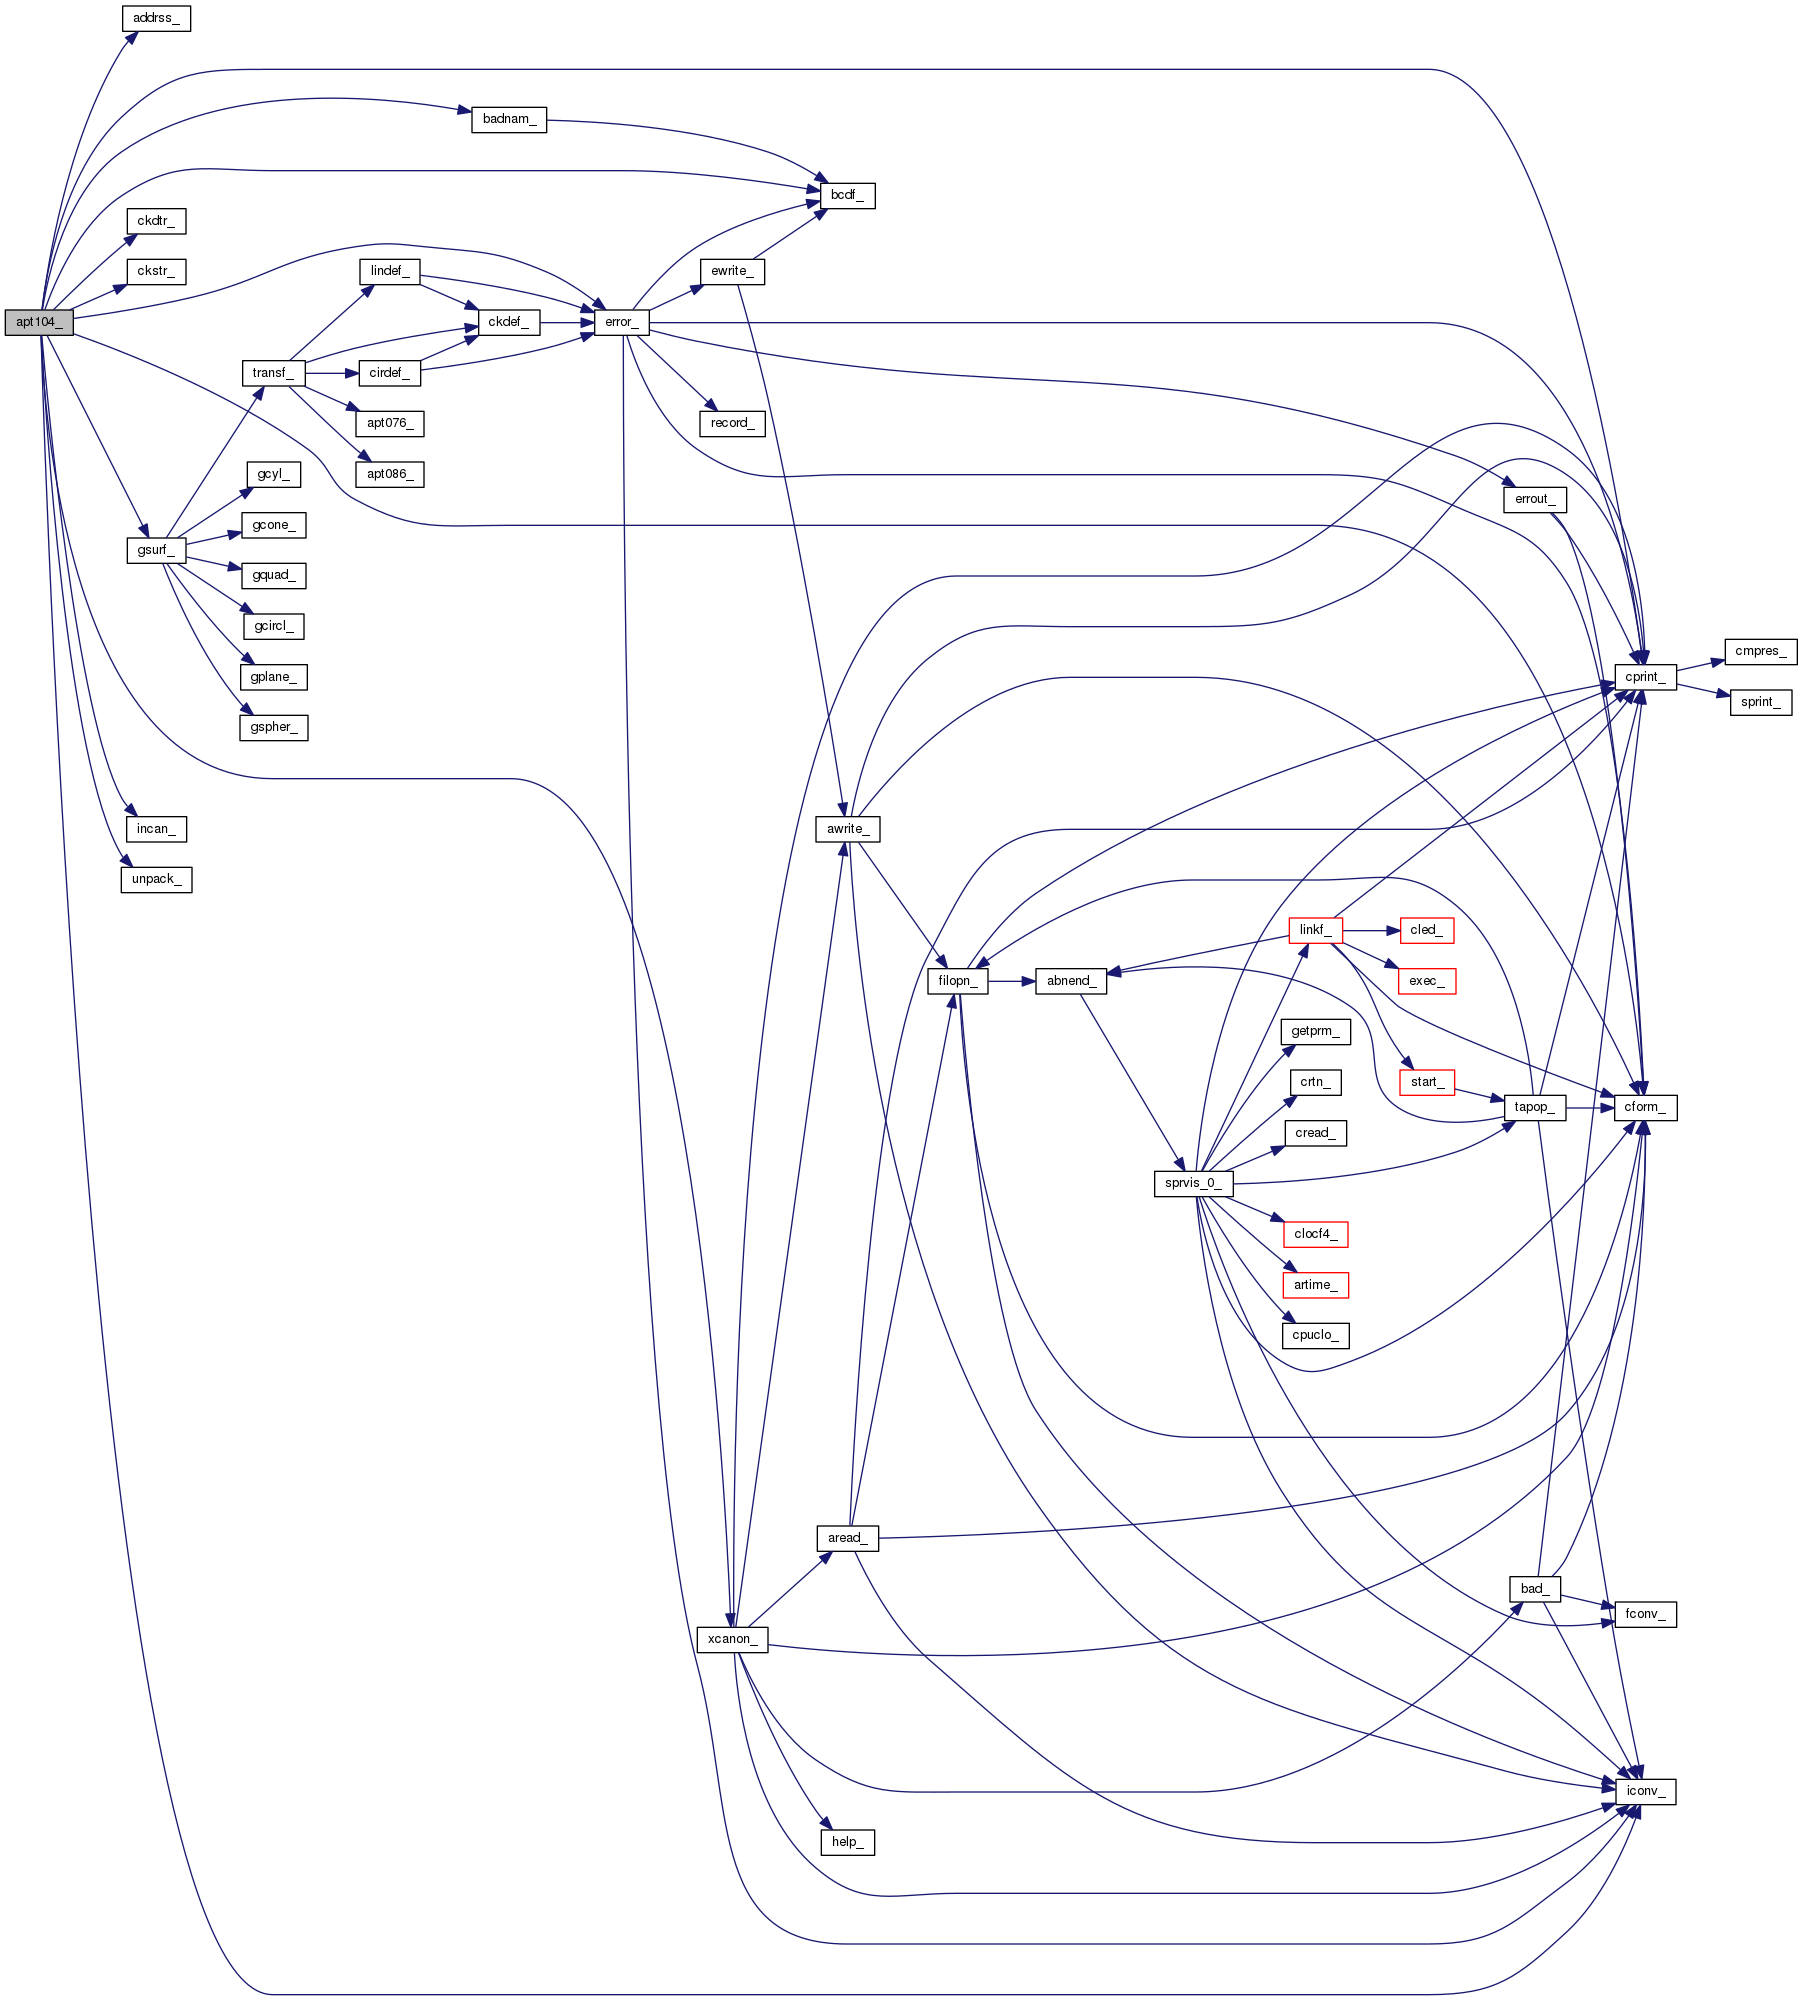 addrss_
badnam_
bcdf_
ckdtr_
ckstr_
lindef_
ewrite_
apt104_
ckdef_
error_
transf_
cirdef_
apt076_
record_
gcyl_
apt086_
errout_
gcone_
gsurf_
gquad_
gcircl_
cmpres_
gplane_
cprint_
sprint_
gspher_
incan_
awrite_
unpack_
linkf_
cled_
filopn_
abnend_
exec_
getprm_
crtn_
start_
tapop_
cform_
cread_
sprvis_0_
clocf4_
artime_
cpuclo_
aread_
bad_
fconv_
xcanon_
iconv_
help_